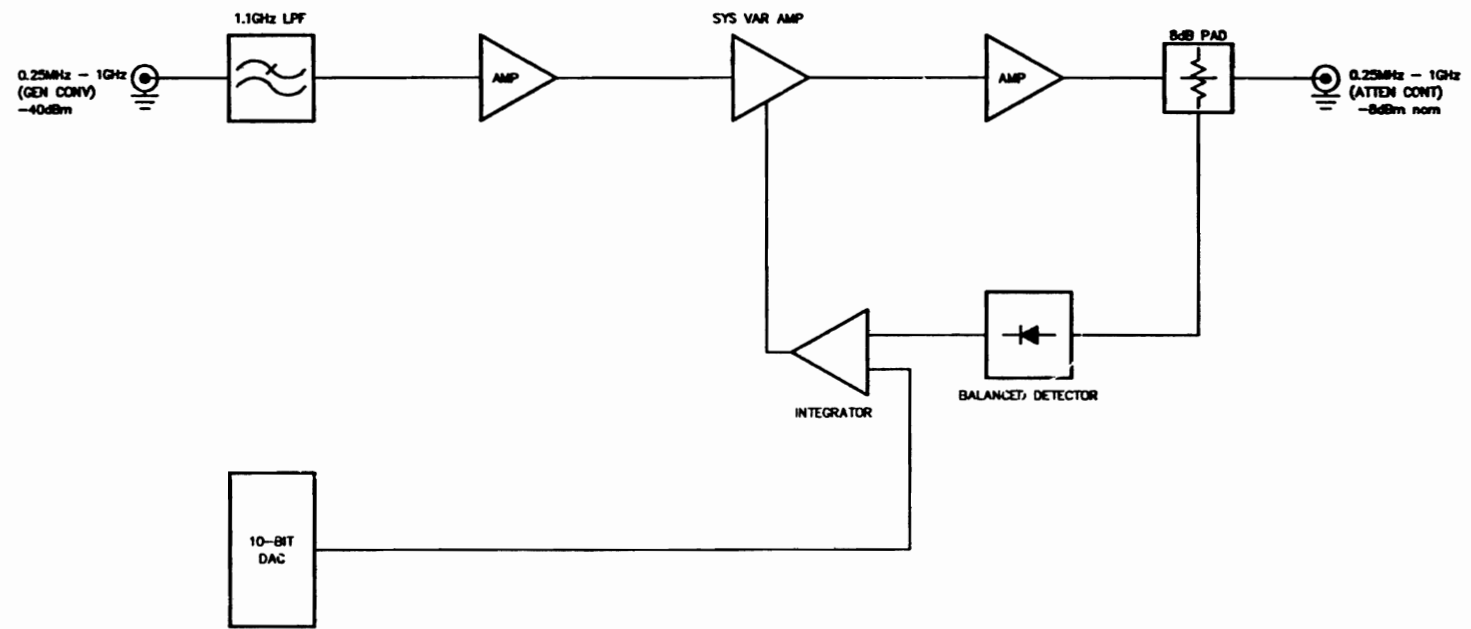 1.1GHz LPF
SYS VAR AMP
8dB PAD
0.25MHz – 1GHz
(GEN CONV)
–40dBm
AMP
AMP
0.25MHz – 1GHz
(ATTEN CONT)
–8dBm nom
INTEGRATOR
BALANCED DETECTOR
10–BIT
DAC